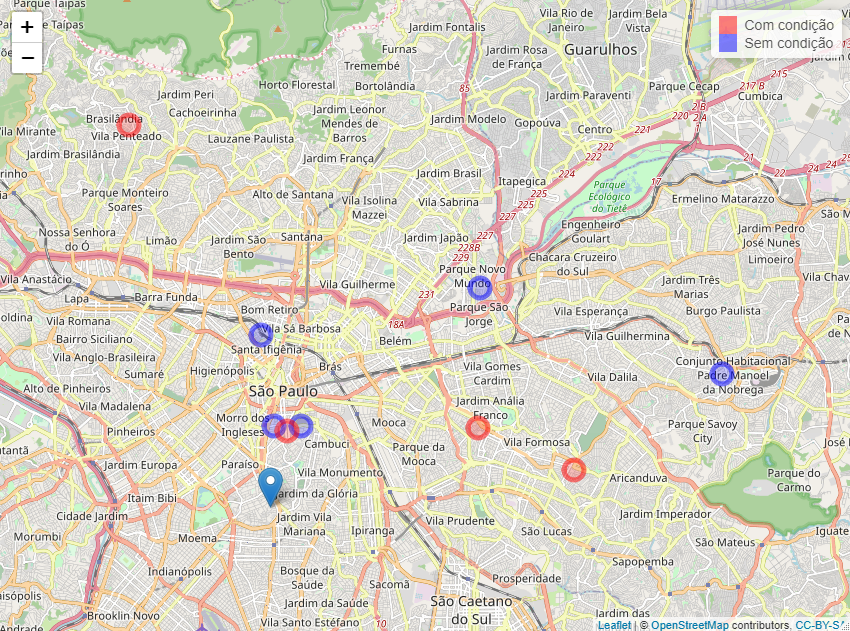 Parque Taipas
Parque Taipas
Jardim Fontalis
Vila Rio de
Janeiro
Jardim Bela
Vista
+
−
Com condição
Sem condição
Furnas
Jardim Rosa
de França
Guarulhos
Tremembé
Horto Florestal
Bortolândia
85
215
217 B
Jardim Peri
Jardim Paraventi
Parque Cecap
Cumbica
Cachoeirinha
Jardim Leonor
Mendes de
Barros
2 B
2 A
1
220
Brasilândia
Vila Penteado
Jardim Modelo
Gopoúva
Centro
221
Vila Mirante
Lauzane Paulista
222
222
Jardim Brasilândia
Jardim França
21
22
24
Jardim Brasil
224
Itapegica
17
Parque Monteiro
Soares
Alto de Santana
Vila Isolina
Mazzei
Vila Sabrina
225
225
Parque
Ecológico
do Tietê
Ermelino Matarazzo
227
Nossa Senhora
do Ó
Limão
Jardim São
Bento
Santana
Jardim Japão
227
228B
229
Engenheiro
Goulart
Jardim Pedro
José Nunes
Chácara Cruzeiro
do Sul
Limoeiro
Vila Anastácio
Vila Guilherme
Parque Novo
Mundo
Jardim Três
Marias
Lapa
Barra Funda
231
Bom Retiro
Parque São
Jorge
Vila Esperança
Burgo Paulista
Vila Romana
18A
Vila Sá Barbosa
Bairro Siciliano
Santa Ifigênia
Belém
Vila Guilhermina
Vila Anglo-Brasileira
Sumaré
Higienópolis
Brás
Vila Gomes
Cardim
Conjunto Habitacional
Padre Manoel
da Nobrega
Vila Dalila
Alto de Pinheiros
São Paulo
Jardim Anália
Franco
Vila Madalena
Morro dos
Ingleses
Mooca
Parque Savoy
City
Pinheiros
Cambuci
Vila Formosa
Parque da
Mooca
Jardim Europa
Paraíso
Vila Monumento
Aricanduva
Parque do
Carmo
Itaim Bibi
Jardim da Glória
Cidade Jardim
Jardim Vila
Mariana
Vila Prudente
Jardim Imperador
Morumbi
Moema
Ipiranga
São Lucas
São Mateus
Sapopemba
Indianópolis
Bosque da
Saúde
Sacomã
Prosperidade
Jardim da Saúde
São Caetano
do Sul
Brooklin Novo
Vila Santo Estéfano
Jardim das
Leaflet | © OpenStreetMap contributors, CC-BY-SA